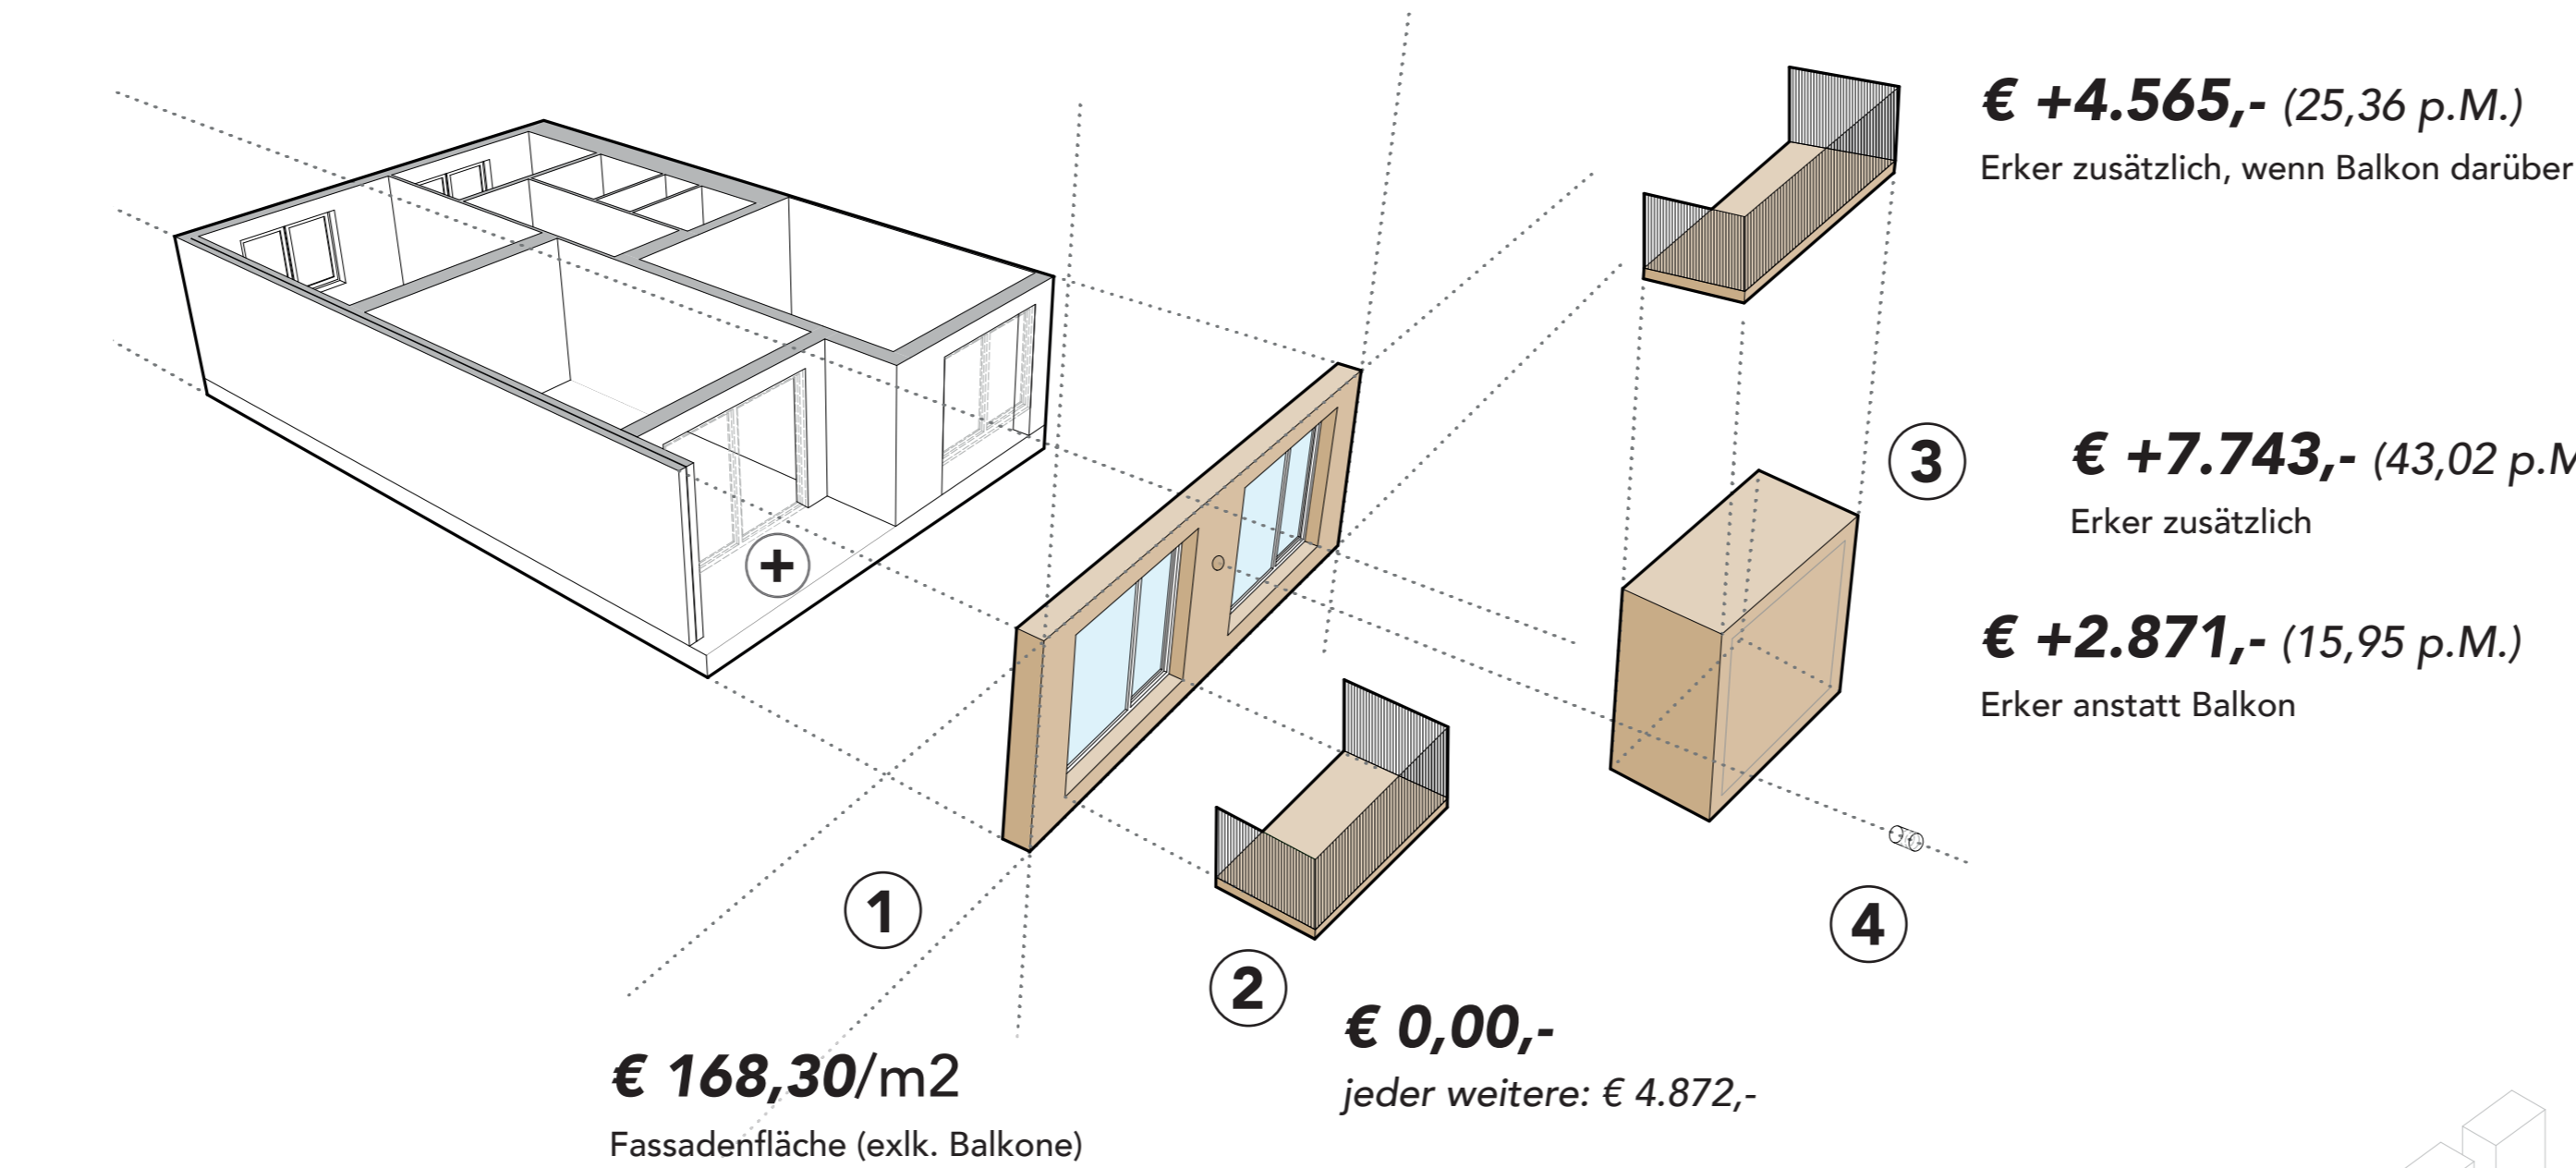 € +4.565,- (25,36 p.M.)
Erker zusätzlich, wenn Balkon darüber
3
€ +7.743,- (43,02 p.M
Erker zusätzlich
+
€ +2.871,- (15,95 p.M.)
Erker anstatt Balkon
1
4
2
€ 0,00,-
jeder weitere: € 4.872,-
€ 168,30/m2
Fassadenfläche (exlk. Balkone)